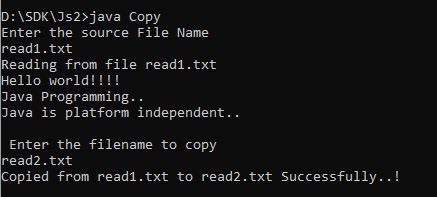 D:\SDK\Js2>java Copy
Enter the source File Name
read1.txt
Reading from file read1.txt
Hello world!!!!
Java Programming..
Java is platform independent..
 Enter the filename to copy
read2.txt
Copied from read1.txt to read2.txt Successfully..!